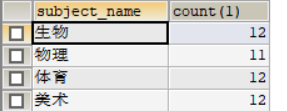 subject_name count(1)
生物 12
物理 11
体育 12
美术 12